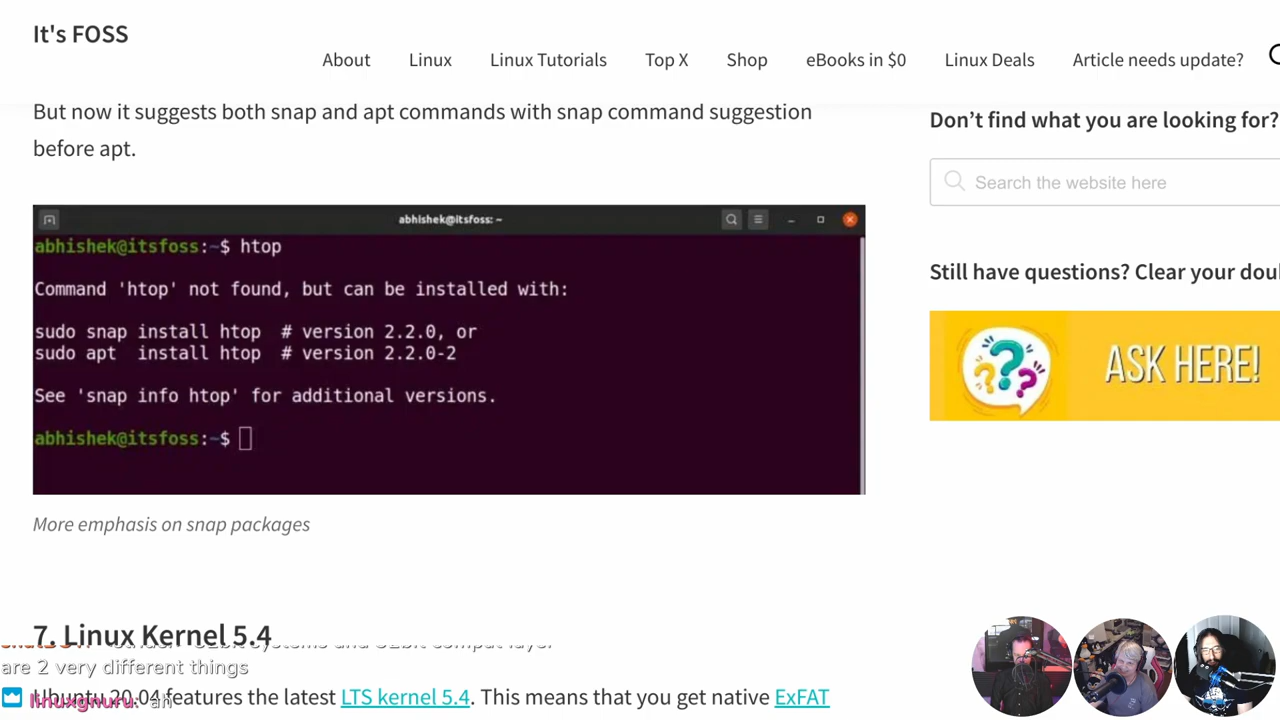 It's FOSS
About Linux Linux Tutorials Top X Shop eBooks in $0 Linux Deals Article needs update?
But now it suggests both snap and apt commands with snap command suggestion
before apt.
Don’t find what you are looking for?
Search the website here
abhishek@itsfoss: ~
abhishek@itsfoss:~$ htop
Command 'htop' not found, but can be installed with:
sudo snap install htop # version 2.2.0, or
sudo apt install htop # version 2.2.0-2
See 'snap info htop' for additional versions.
abhishek@itsfoss:~$
Still have questions? Clear your
ASK HERE!
More emphasis on snap packages
7. Linux Kernel 5.4
are 2 very different things
Ubuntu 20.04 features the latest LTS kernel 5.4. This means that you get native ExFAT
linuxgnuru: ah